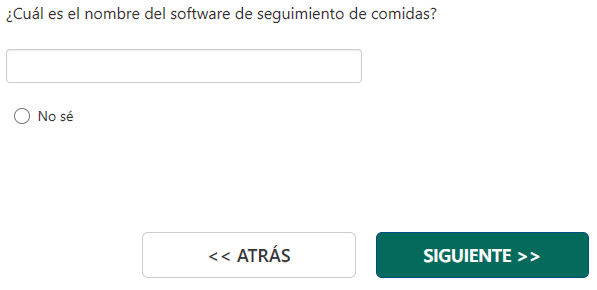 ¿Cuál es el nombre del software de seguimiento de comidas?
No sé
<< ATRÁS
SIGUIENTE >>